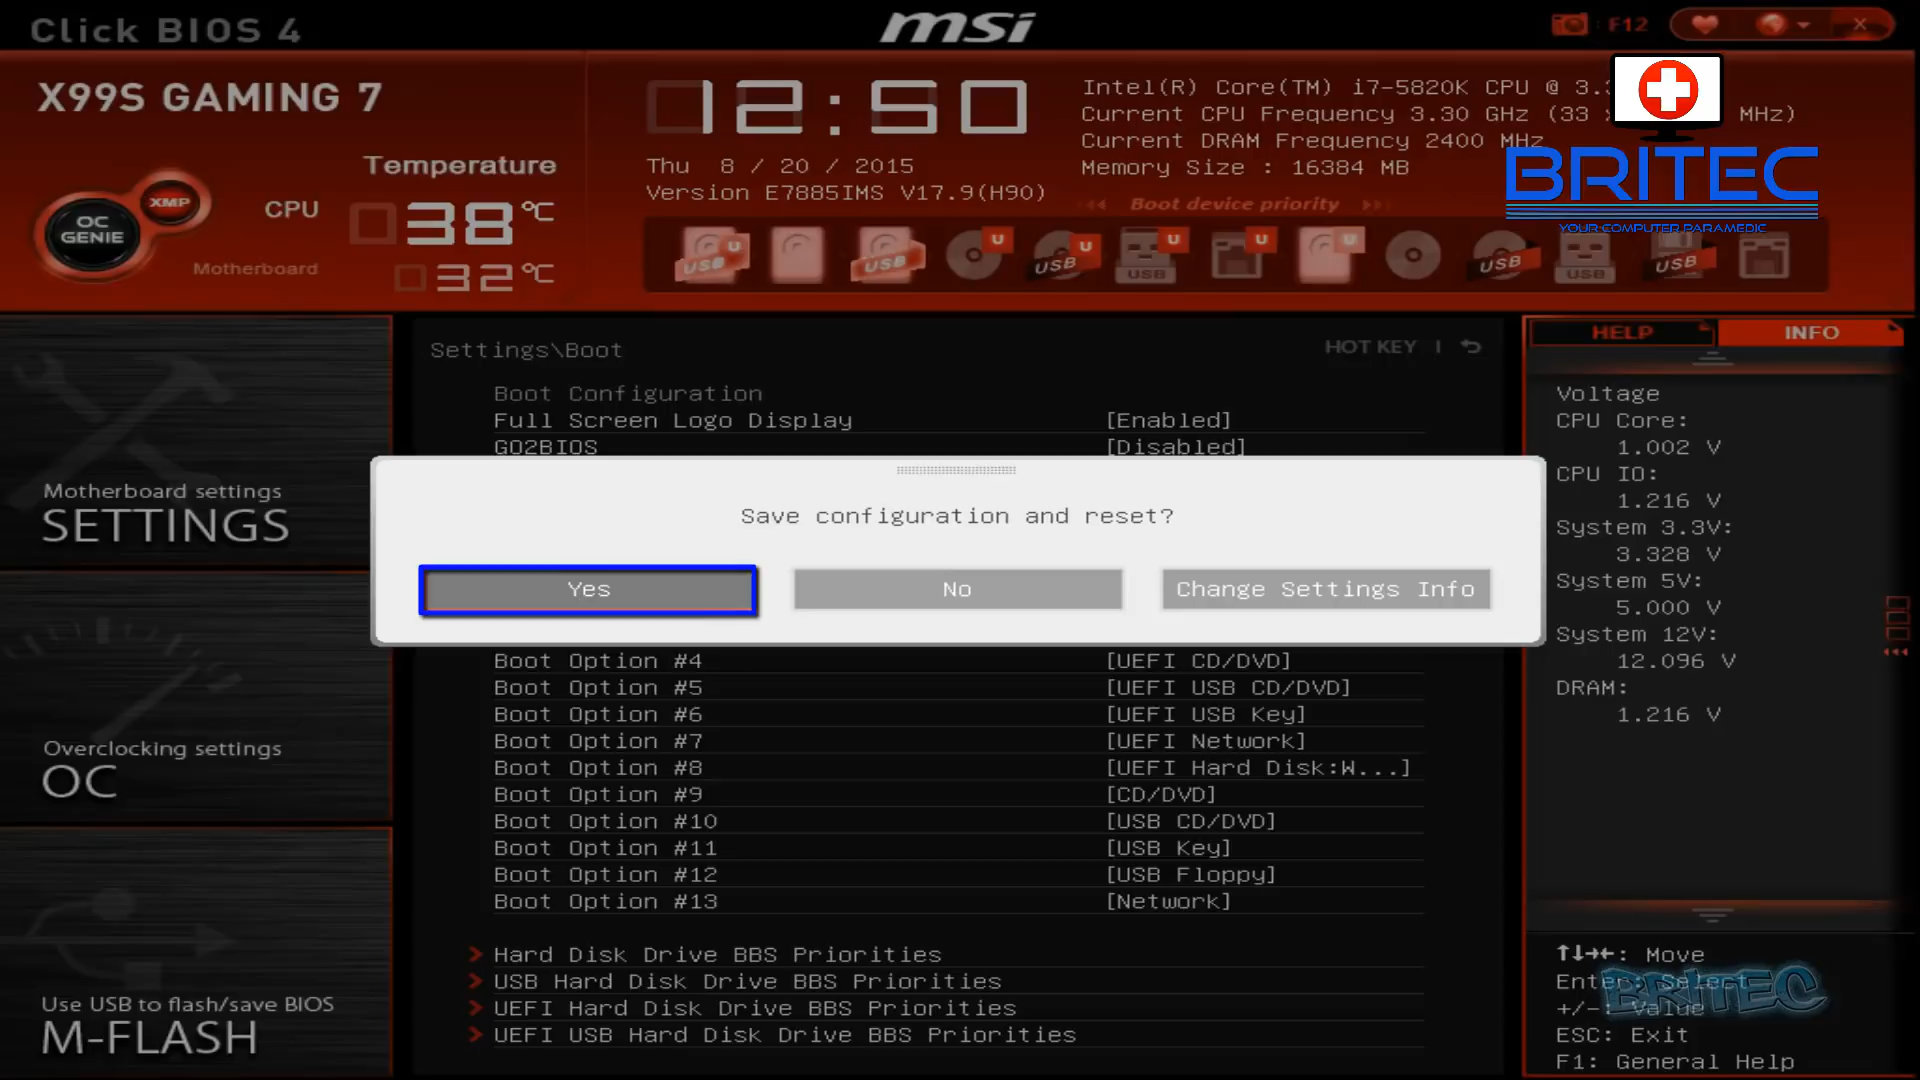 Click BIOS 4
msi
F12
X99S GAMING 7
12:50
Thu 8 / 20 / 2015
Version E7885IMS V17.9(H90)
Intel(R) Core(TM) i7-5820K CPU @
Current CPU Frequency 3.30 GHz (33 MHz)
Current DRAM Frequency 2400 MHz
Memory Size : 16384 MB
BRITEC
YOUR COMPUTER PARAMEDIC
Temperature
OC GENIE
XMP
CPU 38°C
Motherboard 32°C
Boot device priority
USB U
USB
U
USB U
USB U
U
U
USB
USB
USB
Motherboard settings
SETTINGS
Overclocking settings
OC
Use USB to flash/save BIOS
M-FLASH
Settings\Boot
HOT KEY |
Boot Configuration
Full Screen Logo Display [Enabled]
GO2BIOS [Disabled]
Save configuration and reset?
Yes
No
Change Settings Info
Boot Option #4 [UEFI CD/DVD]
Boot Option #5 [UEFI USB CD/DVD]
Boot Option #6 [UEFI USB Key]
Boot Option #7 [UEFI Network]
Boot Option #8 [UEFI Hard Disk:W...]
Boot Option #9 [CD/DVD]
Boot Option #10 [USB CD/DVD]
Boot Option #11 [USB Key]
Boot Option #12 [USB Floppy]
Boot Option #13 [Network]
> Hard Disk Drive BBS Priorities
> USB Hard Disk Drive BBS Priorities
> UEFI Hard Disk Drive BBS Priorities
> UEFI USB Hard Disk Drive BBS Priorities
HELP
INFO
Voltage
CPU Core:
1.002 V
CPU IO:
1.216 V
System 3.3V:
3.328 V
System 5V:
5.000 V
System 12V:
12.096 V
DRAM:
1.216 V
↑↓→←: Move
Enter: Select
+/-: Value
ESC: Exit
F1: General Help
BRITEC